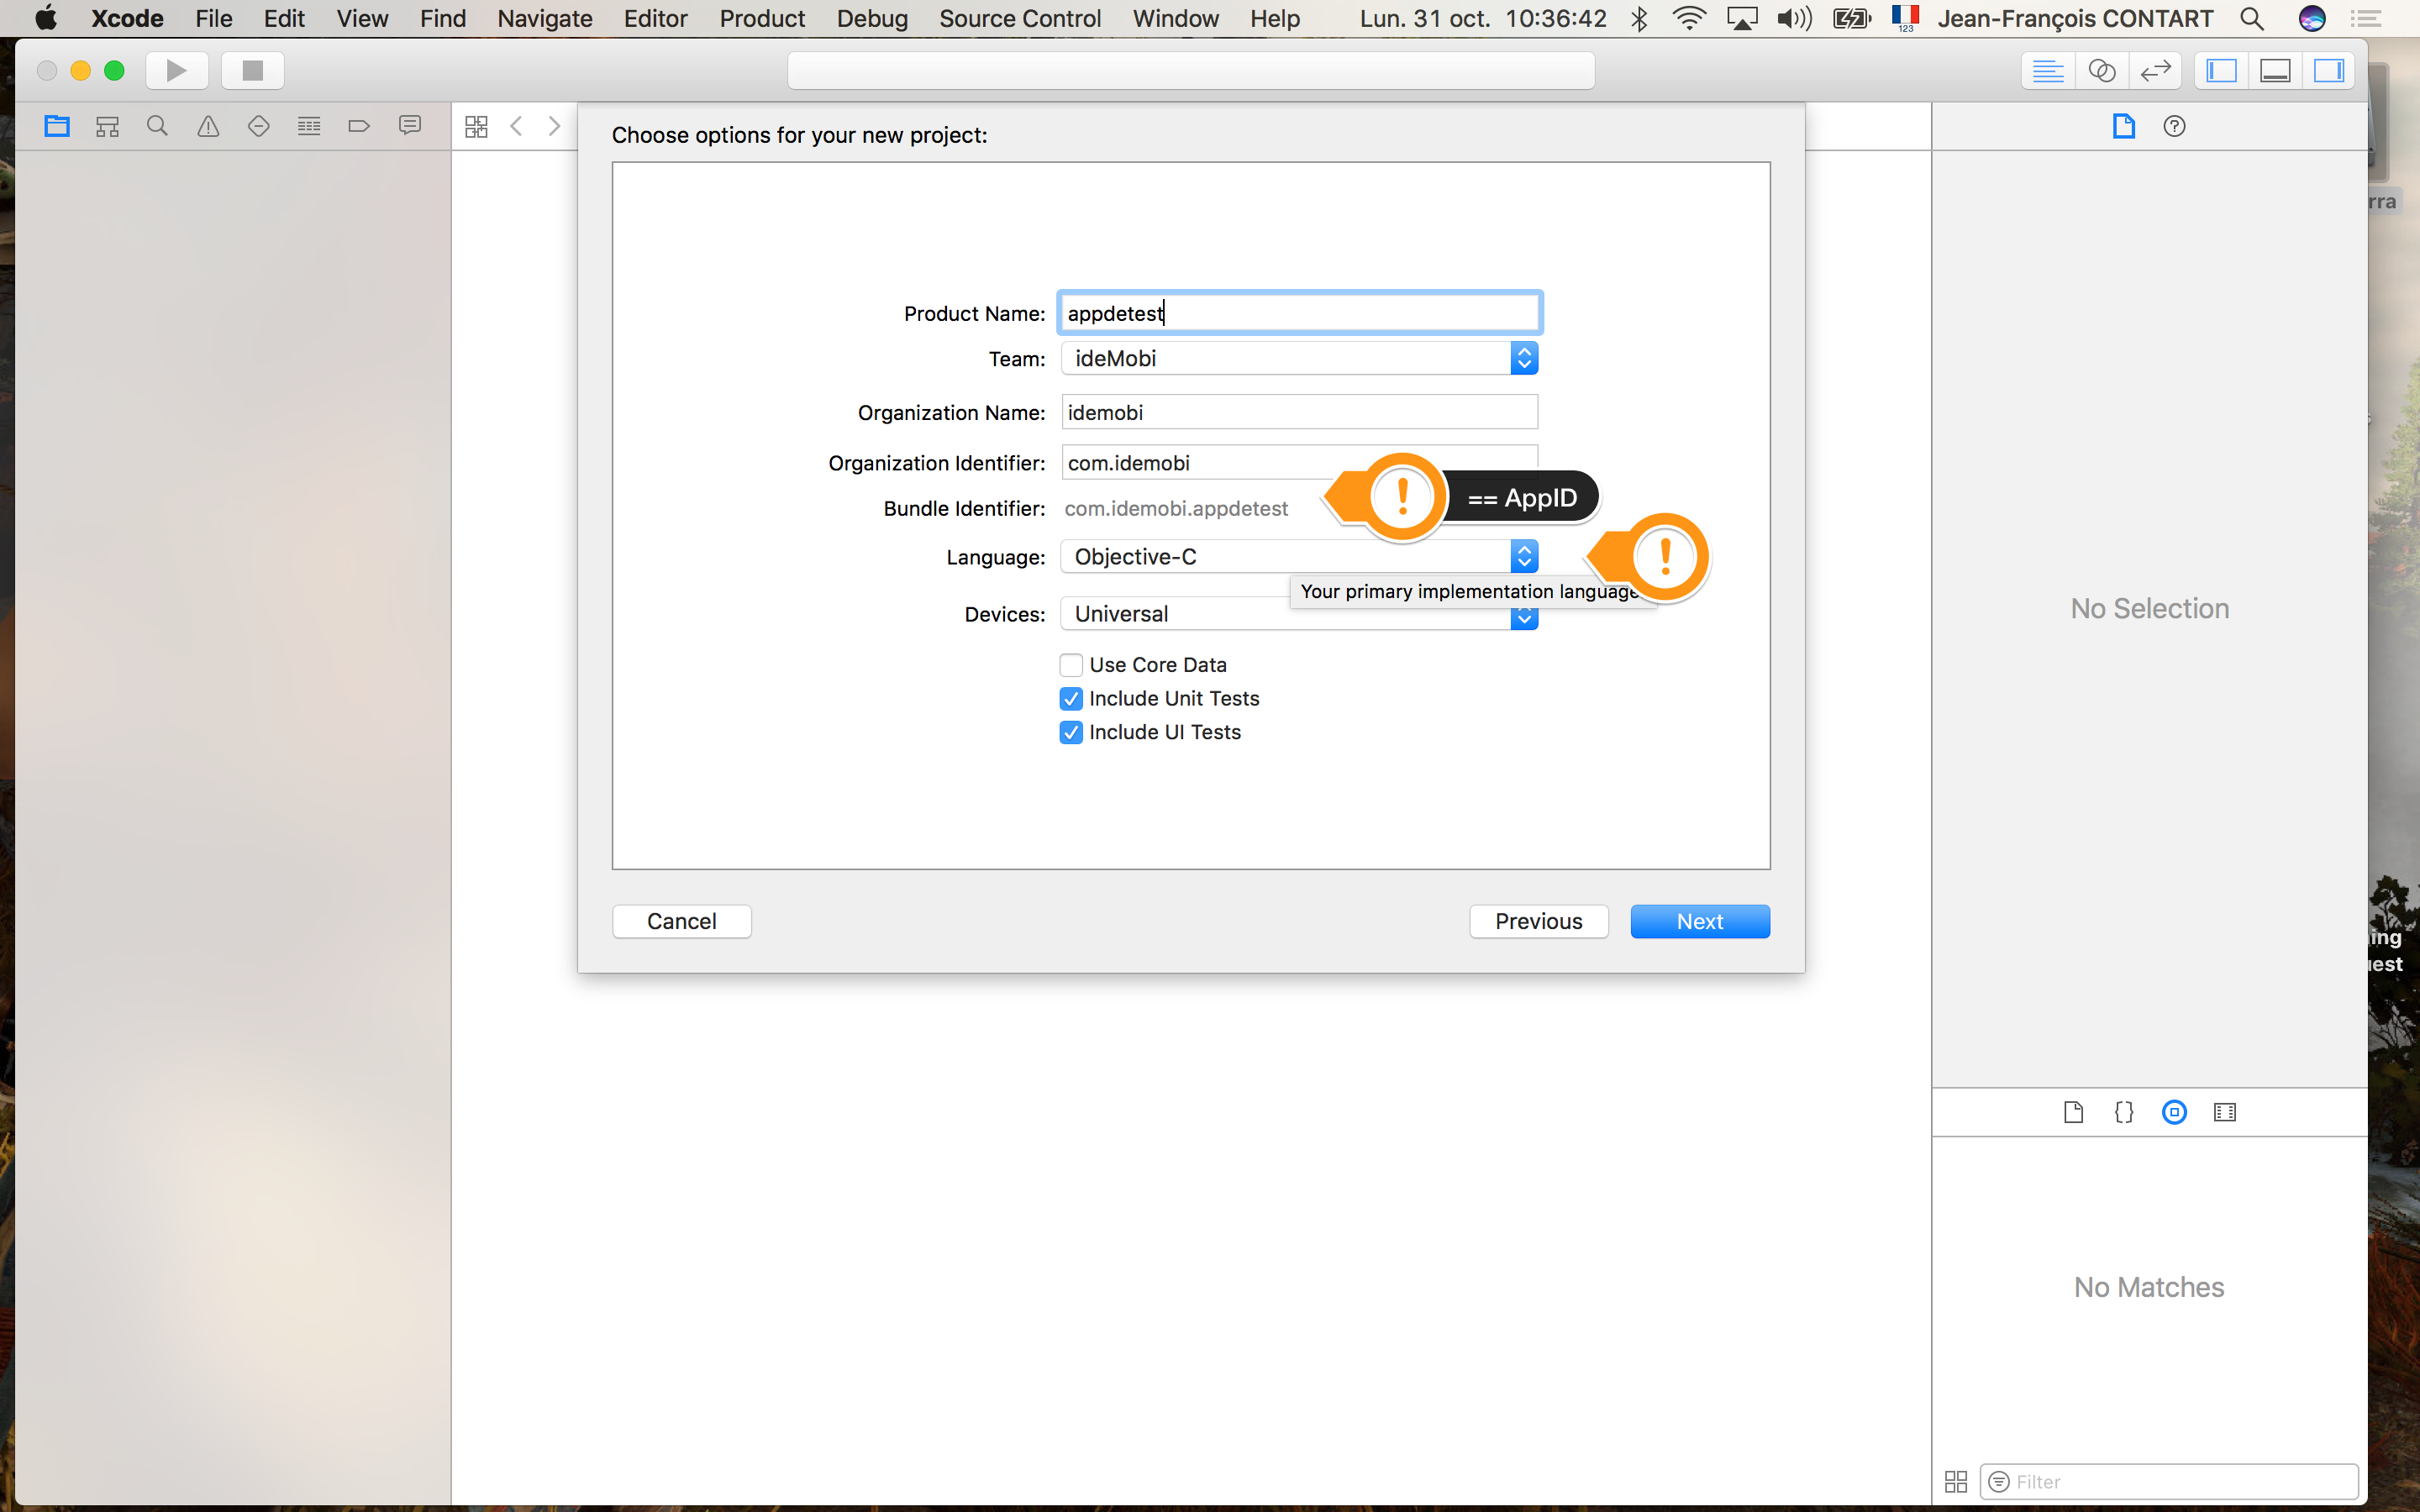 Xcode File Edit View Find Navigate Editor Product Debug Source Control Window Help Lun. 31 oct. 10:36:42 123 Jean-François CONTART
Choose options for your new project:
rra
Product Name: appdetest
Team: ideMobi
Organization Name: idemobi
Organization Identifier: com.idemobi
Bundle Identifier: com.idemobi.appdetest
! == AppID
Language: Objective-C
!
Your primary implementation language
Devices: Universal
No Selection
Use Core Data
Include Unit Tests
Include UI Tests
Cancel Previous Next
ing
est
No Matches
Filter